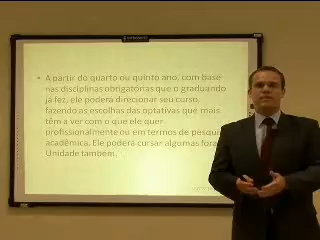 • A partir do quarto ou quinto ano, com base
nas disciplinas obrigatórias que o graduando
já fez, ele poderá direcionar seu curso,
fazendo as escolhas das optativas que mais
têm a ver com o que ele quer
profissionalmente ou em termos de pesquisa
acadêmica. Ele poderá cursar algumas fora
Unidade também.